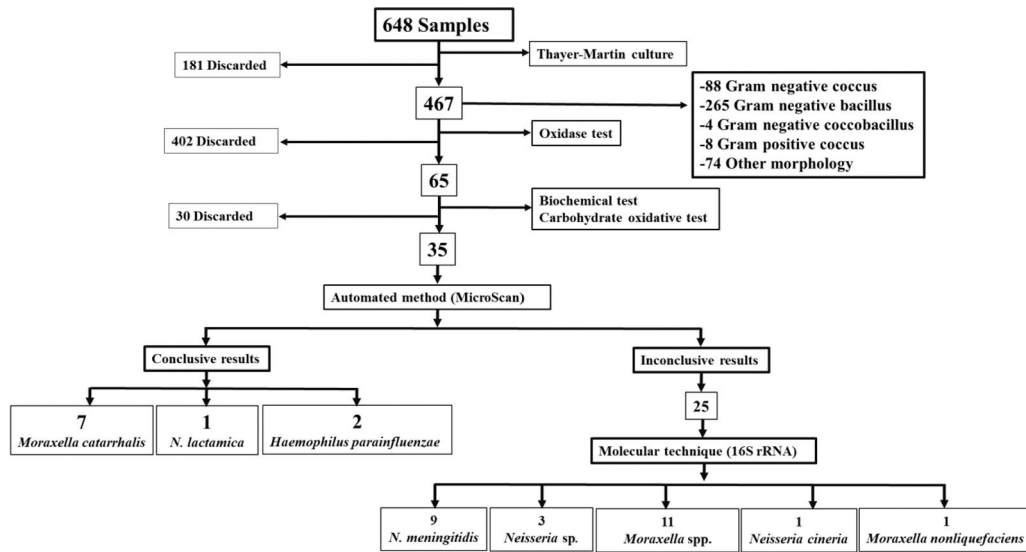 648 Samples
Thayer-Martin culture
181 Discarded
467
-88 Gram negative coccus
-265 Gram negative bacillus
-4 Gram negative coccobacillus
-8 Gram positive coccus
-74 Other morphology
Oxidase test
402 Discarded
65
Biochemical test
Carbohydrate oxidative test
30 Discarded
35
Automated method (MicroScan)
Conclusive results
Inconclusive results
7
Moraxella catarrhalis
1
N. lactamica
2
Haemophilus parainfluenzae
25
Molecular technique (16S rRNA)
9
N. meningitidis
3
Neisseria sp.
11
Moraxella spp.
1
Neisseria cineria
1
Moraxella nonliquefaciens